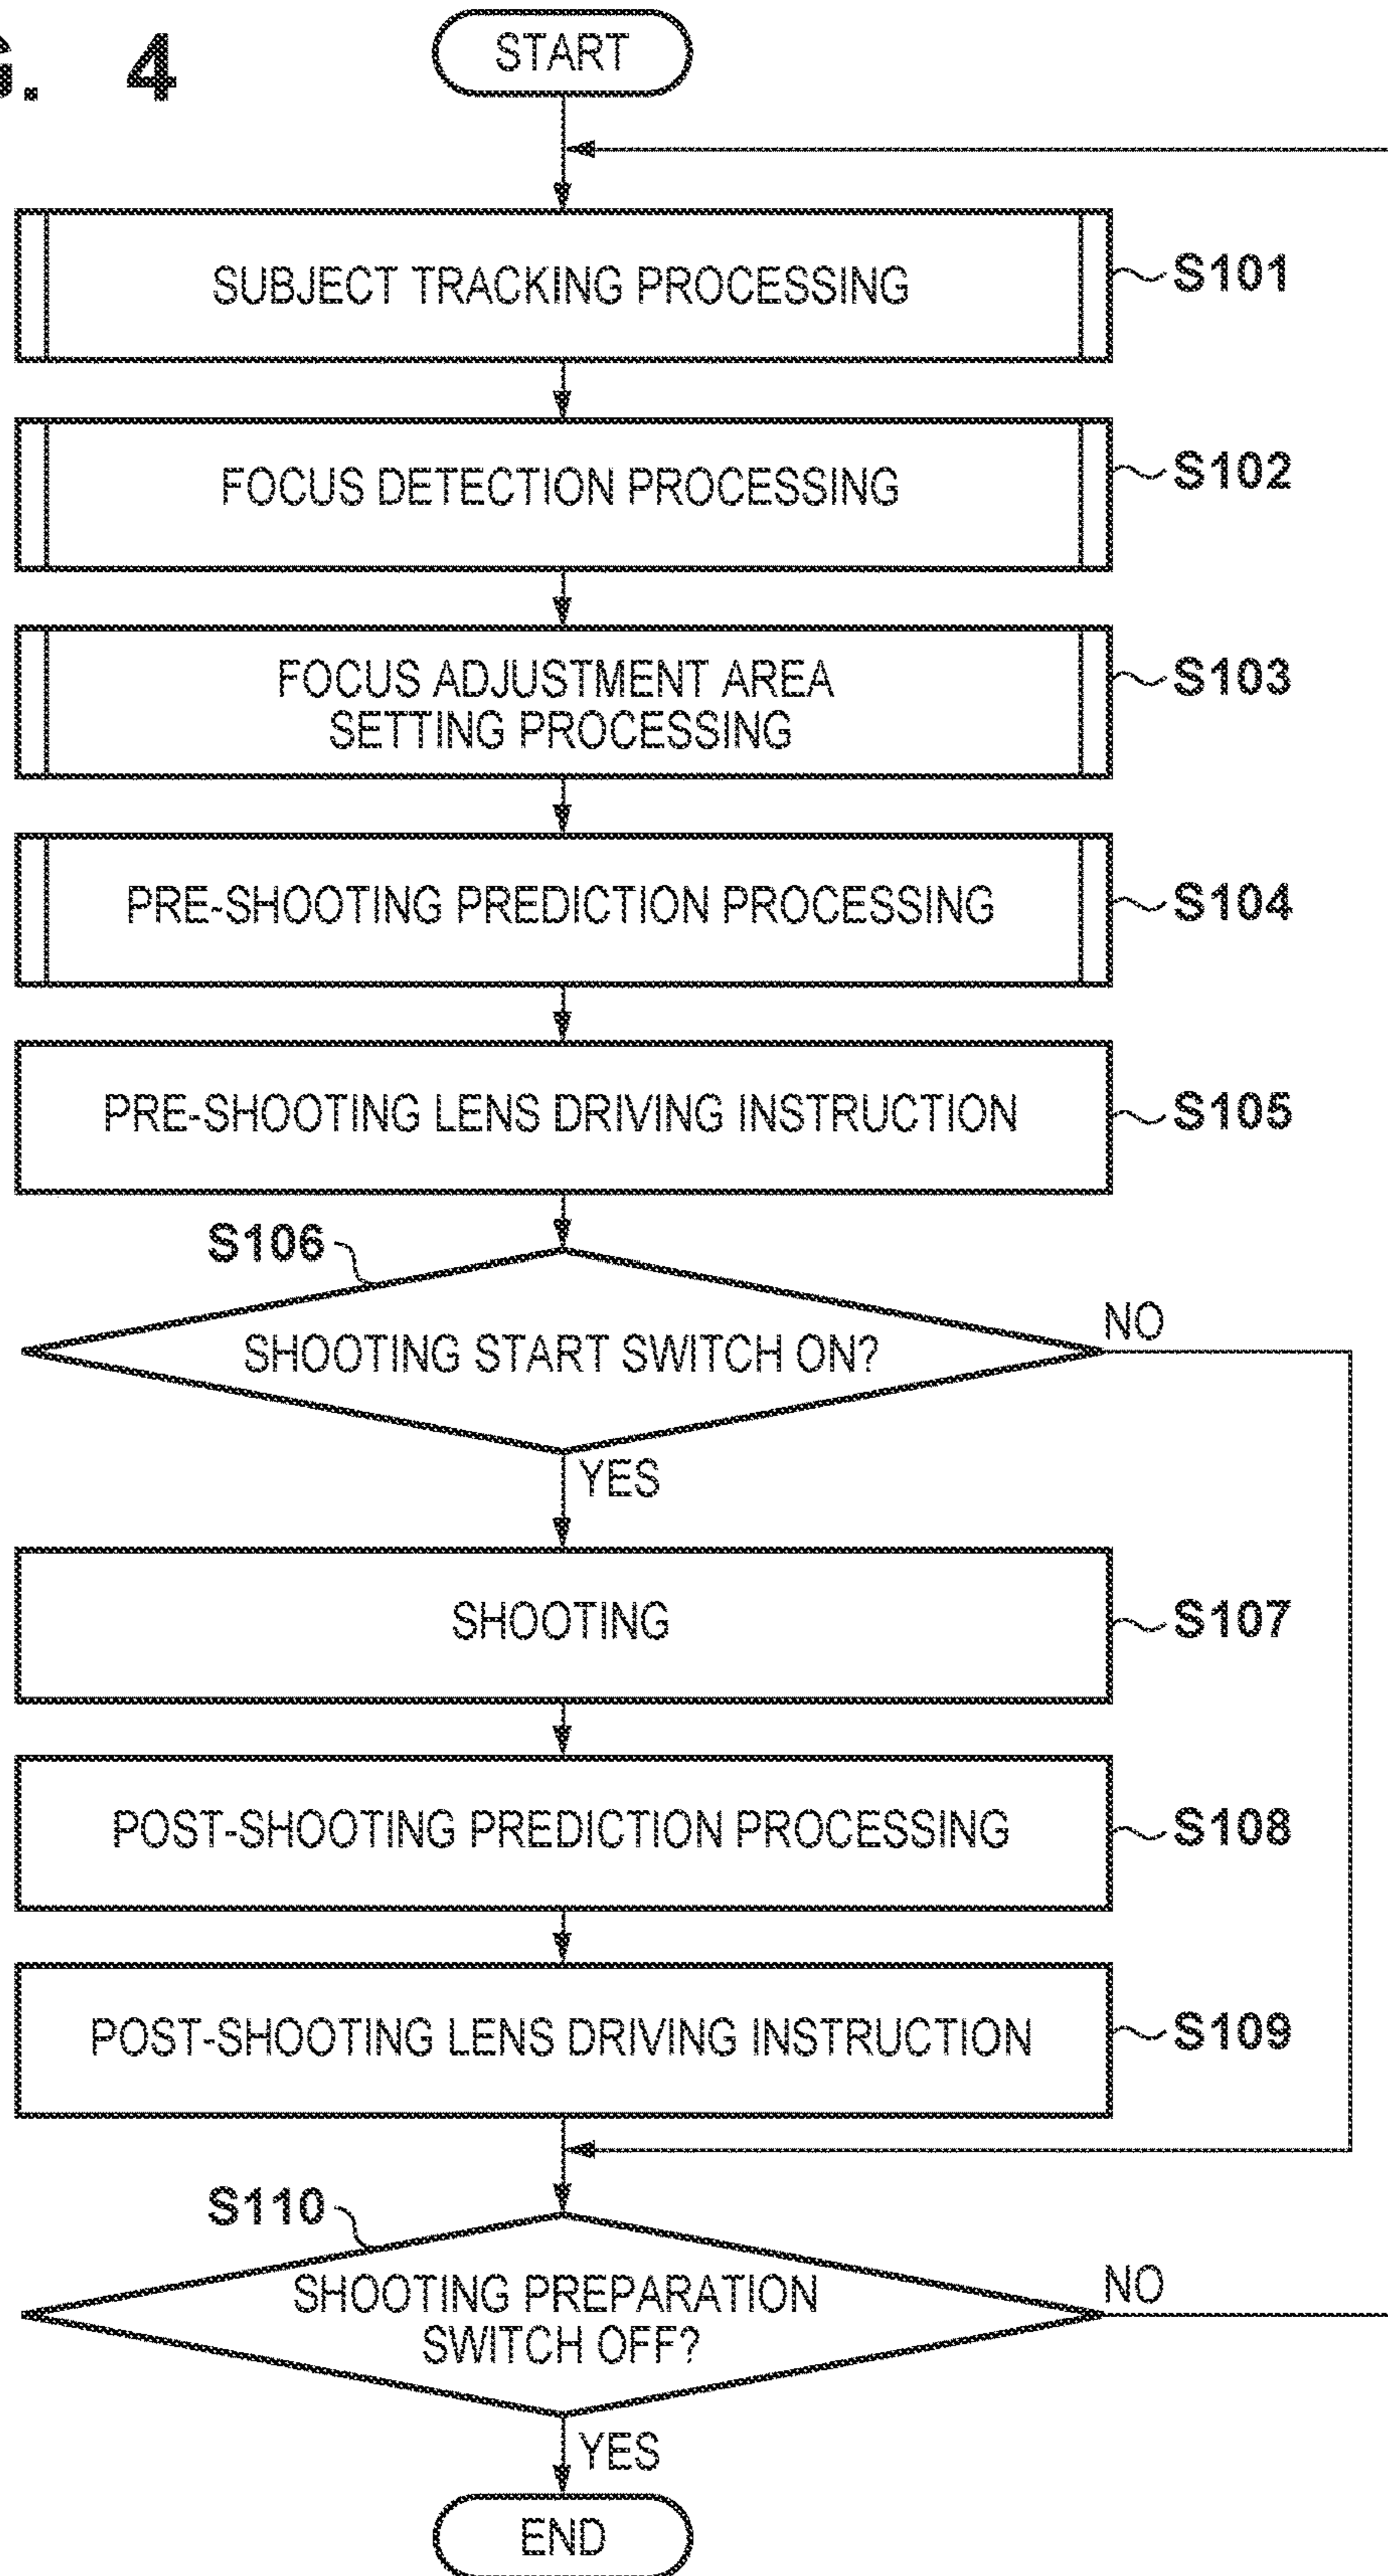 G. 4
START
SUBJECT TRACKING PROCESSING
S101
FOCUS DETECTION PROCESSING
S102
FOCUS ADJUSTMENT AREA
SETTING PROCESSING
S103
PRE-SHOOTING PREDICTION PROCESSING
S104
PRE-SHOOTING LENS DRIVING INSTRUCTION
S105
S106
SHOOTING START SWITCH ON?
NO
YES
SHOOTING
S107
POST-SHOOTING PREDICTION PROCESSING
S108
POST-SHOOTING LENS DRIVING INSTRUCTION
S109
S110
SHOOTING PREPARATION
SWITCH OFF?
NO
YES
END